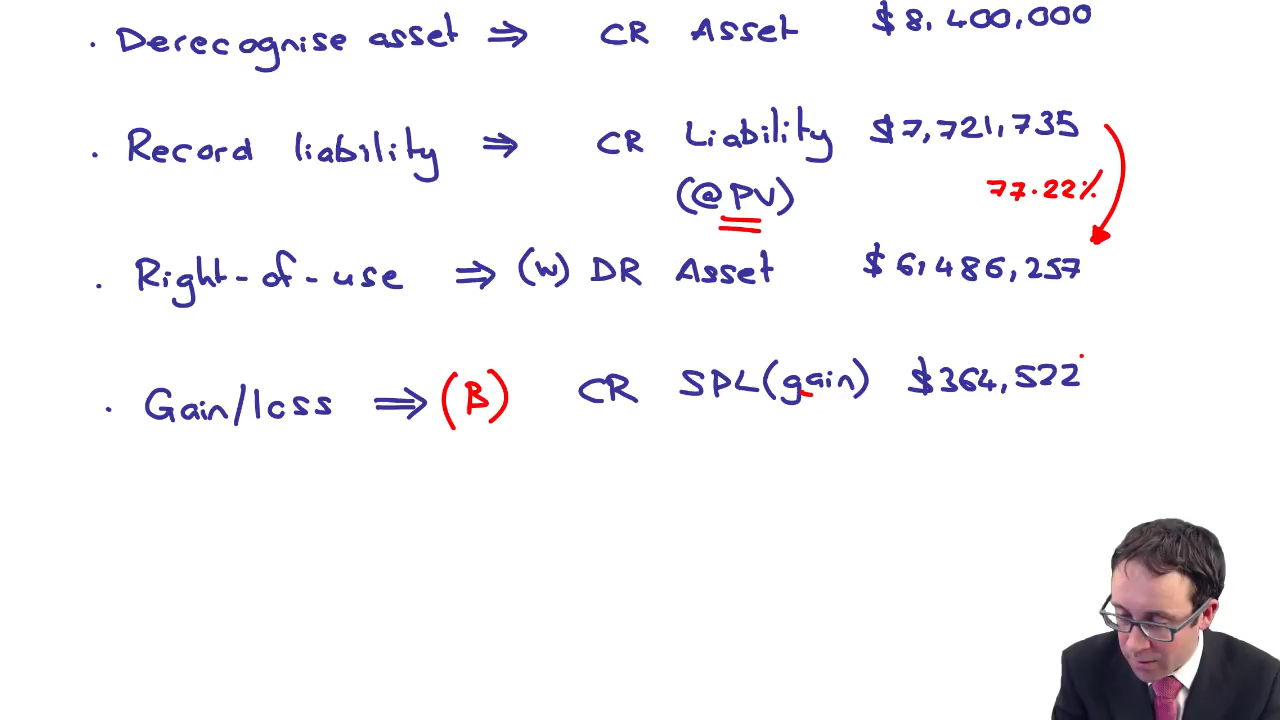 · Derecognise asset ⇒ CR Asset $8,400,000
· Record liability ⇒ CR Liability $7,721,735
(@ PV) 77.22%
· Right-of-use ⇒ (W) DR Asset $6,486,257
· Gain/loss ⇒ (B) CR SPL(gain) $364,522